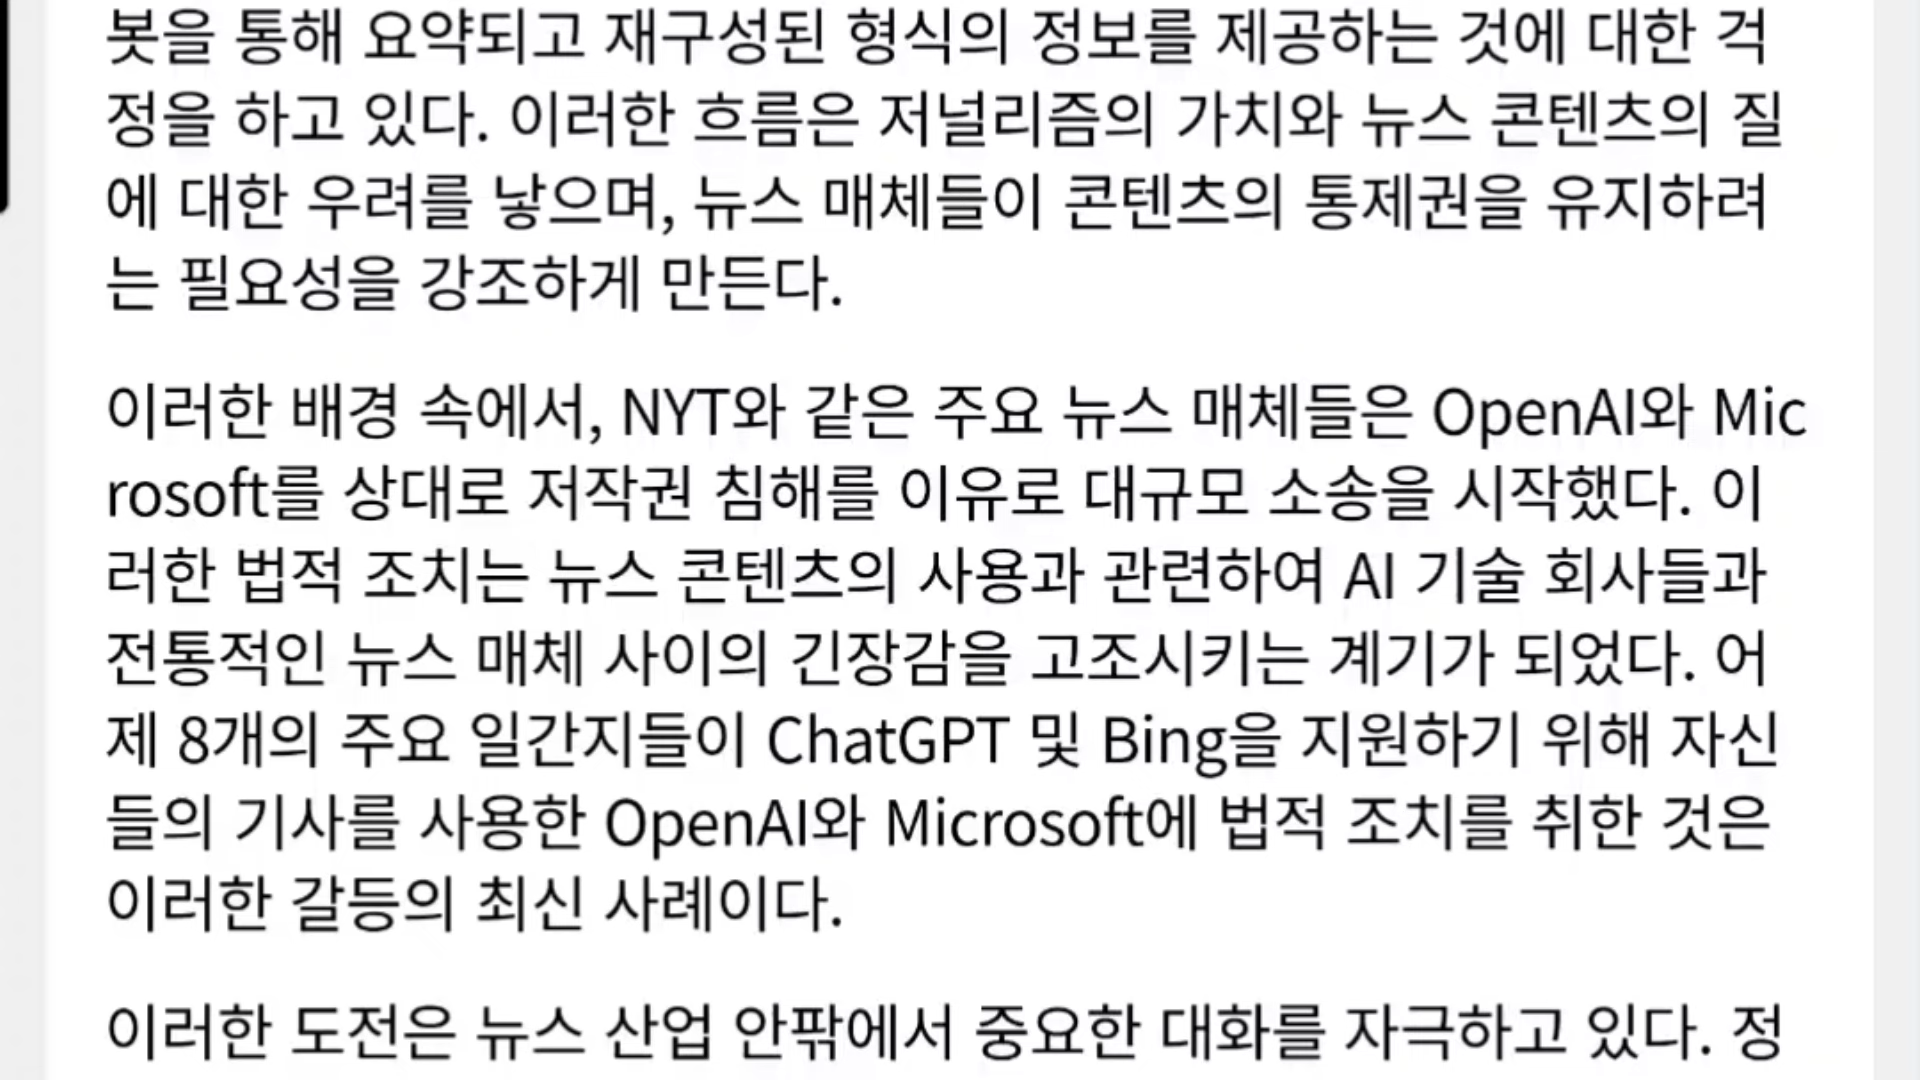 봇을 통해 요약되고 재구성된 형식의 정보를 제공하는 것에 대한 걱
정을 하고 있다. 이러한 흐름은 저널리즘의 가치와 뉴스 콘텐츠의 질
에 대한 우려를 낳으며, 뉴스 매체들이 콘텐츠의 통제권을 유지하려
는 필요성을 강조하게 만든다.
이러한 배경 속에서, NYT와 같은 주요 뉴스 매체들은 OpenAI와 Mic
rosoft를 상대로 저작권 침해를 이유로 대규모 소송을 시작했다. 이
러한 법적 조치는 뉴스 콘텐츠의 사용과 관련하여 AI 기술 회사들과
전통적인 뉴스 매체 사이의 긴장감을 고조시키는 계기가 되었다. 어
제 8개의 주요 일간지들이 ChatGPT 및 Bing을 지원하기 위해 자신
들의 기사를 사용한 OpenAI와 Microsoft에 법적 조치를 취한 것은
이러한 갈등의 최신 사례이다.
이러한 도전은 뉴스 산업 안팎에서 중요한 대화를 자극하고 있다. 정